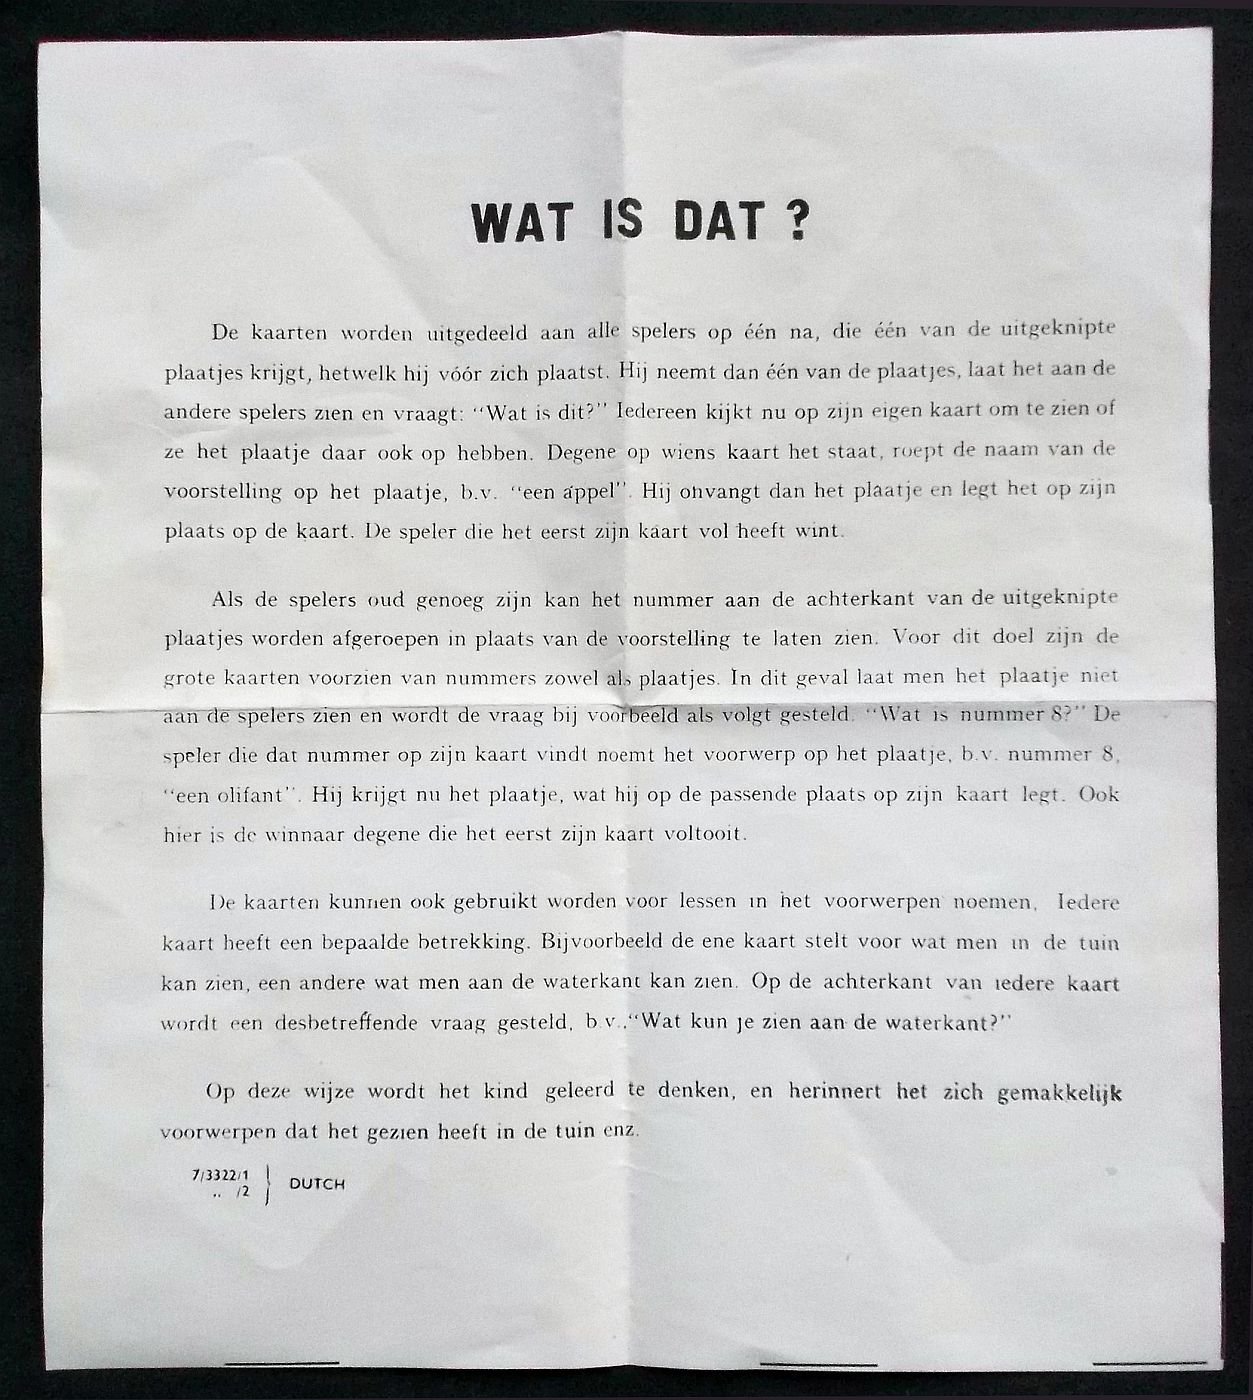 WAT IS DAT ?
De kaarten worden uitgedeeld aan alle spelers op één na, die één van de uitgeknipte
plaatjes krijgt, hetwelk hij vóór zich plaatst. Hij neemt dan één van de plaatjes, laat het aan de
andere spelers zien en vraagt: “Wat is dit?” Iedereen kijkt nu op zijn eigen kaart om te zien of
ze het plaatje daar ook op hebben. Degene op wiens kaart het staat, roept de naam van de
voorstelling op het plaatje, b.v. “een appel”. Hij onvangt dan het plaatje en legt het op zijn
plaats op de kaart. De speler die het eerst zijn kaart vol heeft wint.
Als de spelers oud genoeg zijn kan het nummer aan de achterkant van de uitgeknipte
plaatjes worden afgeroepen in plaats van de voorstelling te laten zien. Voor dit doel zijn de
grote kaarten voorzien van nummers zowel als plaatjes. In dit geval laat men het plaatje niet
aan de spelers zien en wordt de vraag bij voorbeeld als volgt gesteld. “Wat is nummer 8?” De
speler die dat nummer op zijn kaart vindt noemt het voorwerp op het plaatje, b.v. nummer 8,
“een olifant”. Hij krijgt nu het plaatje, wat hij op de passende plaats op zijn kaart legt. Ook
hier is de winnaar degene die het eerst zijn kaart voltooit.
De kaarten kunnen ook gebruikt worden voor lessen in het voorwerpen noemen, Iedere
kaart heeft een bepaalde betrekking. Bijvoorbeeld de ene kaart stelt voor wat men in de tuin
kan zien, een andere wat men aan de waterkant kan zien. Op de achterkant van iedere kaart
wordt een desbetreffende vraag gesteld, b.v. “Wat kun je zien aan de waterkant?”
Op deze wijze wordt het kind geleerd te denken, en herinnert het zich gemakkelijk
voorwerpen dat het gezien heeft in de tuin enz.
7/3322/1
.. /2 } DUTCH